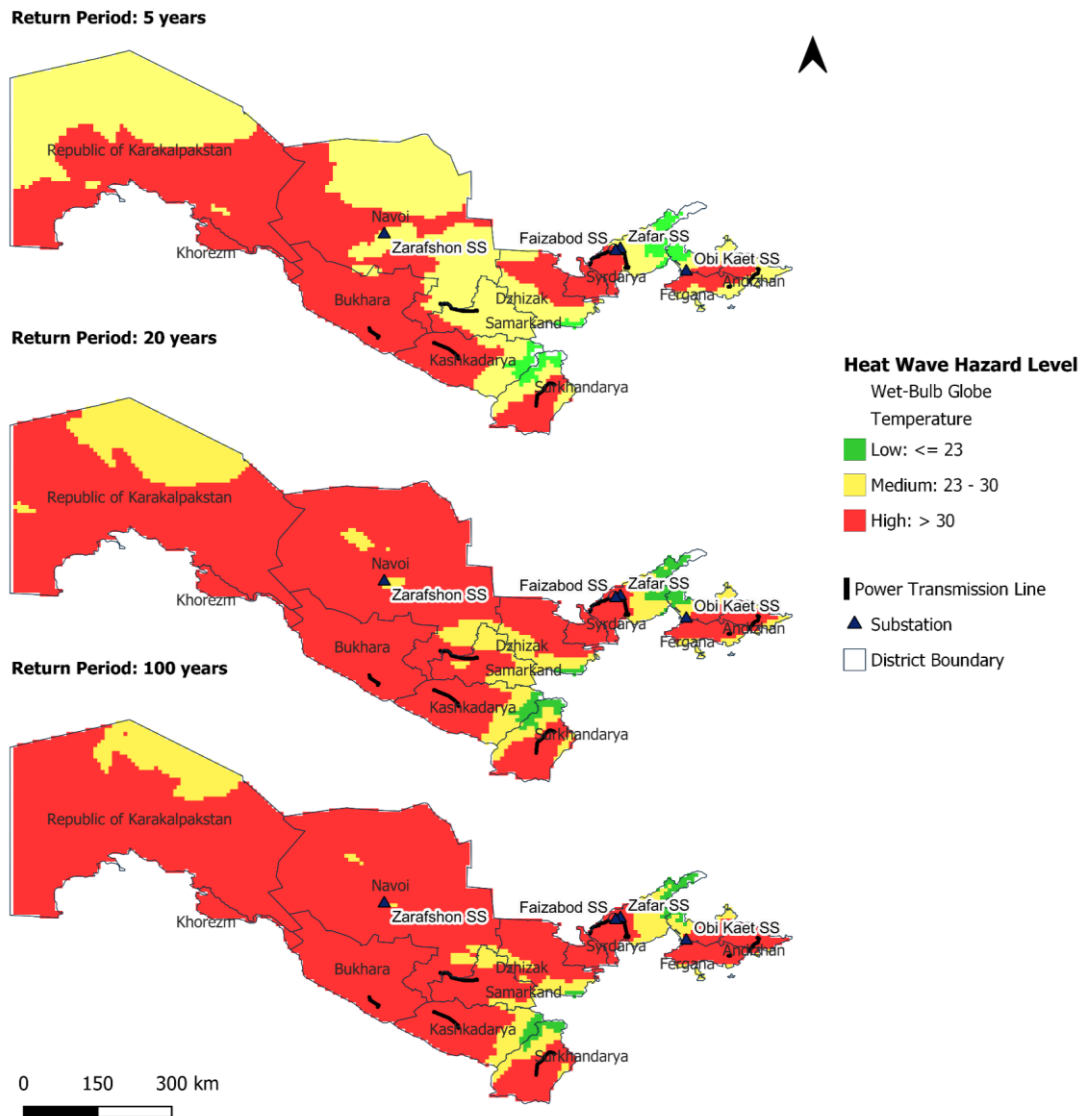 Return Period: 5 years
Republic of Karakalpakstan
Navoi
Zarafshon SS
Khorezm
Faizabod SS
Zafar SS
Obi Kaet SS
Syrdarya
Andizhan
Fergana
Bukhara
Dzhizak
Samarkand
Kashkadarya
Surkhandarya
Return Period: 20 years
Republic of Karakalpakstan
Navoi
Zarafshon SS
Khorezm
Faizabod SS
Zafar SS
Obi Kaet SS
Syrdarya
Andizhan
Fergana
Bukhara
Dzhizak
Samarkand
Kashkadarya
Surkhandarya
Return Period: 100 years
Republic of Karakalpakstan
Navoi
Zarafshon SS
Khorezm
Faizabod SS
Zafar SS
Obi Kaet SS
Syrdarya
Andizhan
Fergana
Bukhara
Dzhizak
Samarkand
Kashkadarya
Surkhandarya
0 150 300 km
Heat Wave Hazard Level
Wet-Bulb Globe
Temperature
Low: <= 23
Medium: 23 - 30
High: > 30
Power Transmission Line
Substation
District Boundary